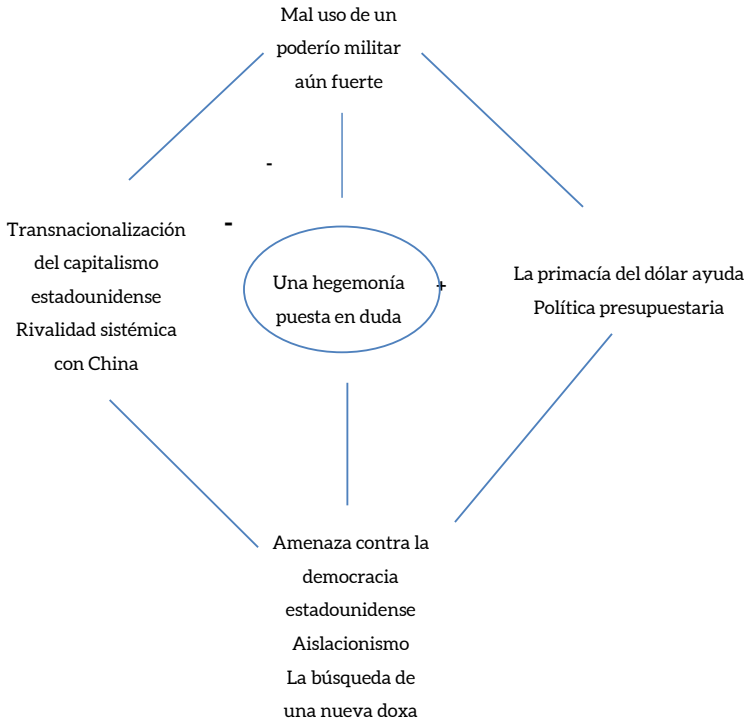 Mal uso de un
poderío militar
aún fuerte
-
-
Transnacionalización
del capitalismo
estadounidense
Rivalidad sistémica
con China
Una hegemonía
puesta en duda
+
La primacía del dólar ayuda
Política presupuestaria
Amenaza contra la
democracia
estadounidense
Aislacionismo
La búsqueda de
una nueva doxa